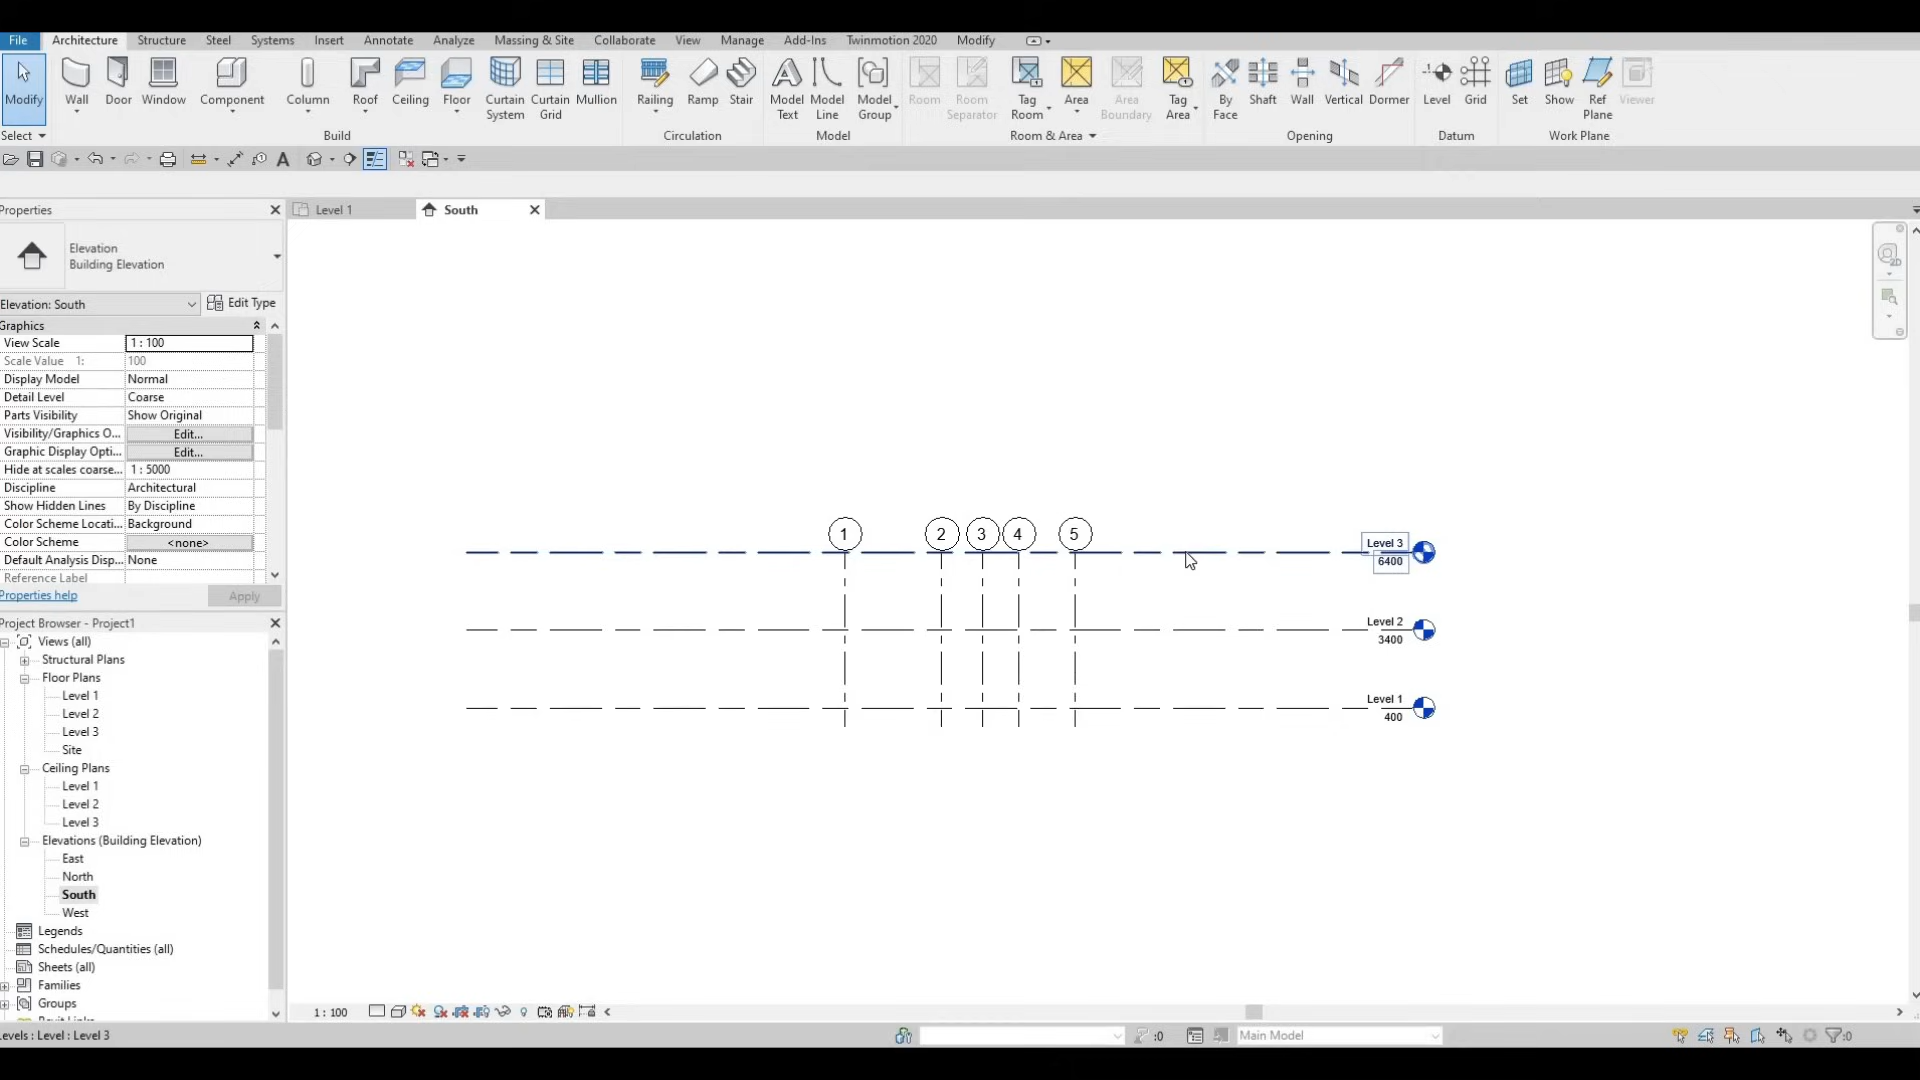 File Architecture Structure Steel Systems Insert Annotate Analyze Massing & Site Collaborate View Manage Add-Ins Twinmotion 2020 Modify
Modify Wall Door Window Component Column Roof Ceiling Floor Curtain System Curtain Grid Mullion Railing Ramp Stair Model Text Model Line Model Group Room Room Separator Tag Room Area Area Boundary Tag Area By Face Shaft Wall Vertical Dormer Level Grid Set Show Ref Plane Viewer
Select Build Circulation Model Room & Area Opening Datum Work Plane
A
Properties
Level 1 South
Elevation
Building Elevation
Elevation: South Edit Type
Graphics
View Scale 1 : 100
Scale Value 1: 100
Display Model Normal
Detail Level Coarse
Parts Visibility Show Original
Visibility/Graphics O... Edit...
Graphic Display Opti... Edit...
Hide at scales coarse... 1 : 5000
Discipline Architectural
Show Hidden Lines By Discipline
Color Scheme Locati... Background
Color Scheme <none>
Default Analysis Disp... None
Reference Label
Properties help Apply
Project Browser - Project1
Views (all)
Structural Plans
Floor Plans
Level 1
Level 2
Level 3
Site
Ceiling Plans
Level 1
Level 2
Level 3
Elevations (Building Elevation)
East
North
South
West
Legends
Schedules/Quantities (all)
Sheets (all)
Families
Groups
2D
1 2 3 4 5
Level 3
6400
Level 2
3400
Level 1
400
1 : 100
Levels : Level : Level 3
:0 Main Model :0